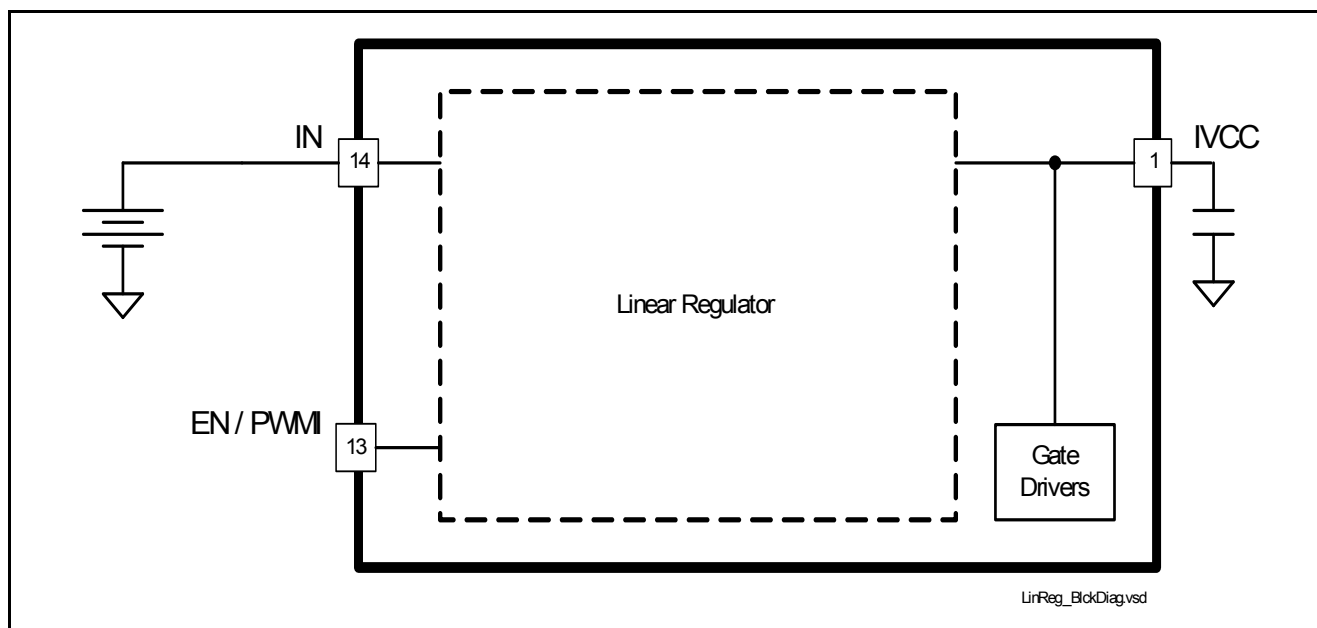 IN
14
1
IVCC
Linear Regulator
EN / PWMI
13
Gate
Drivers
LinReg_BlckDiag.vsd